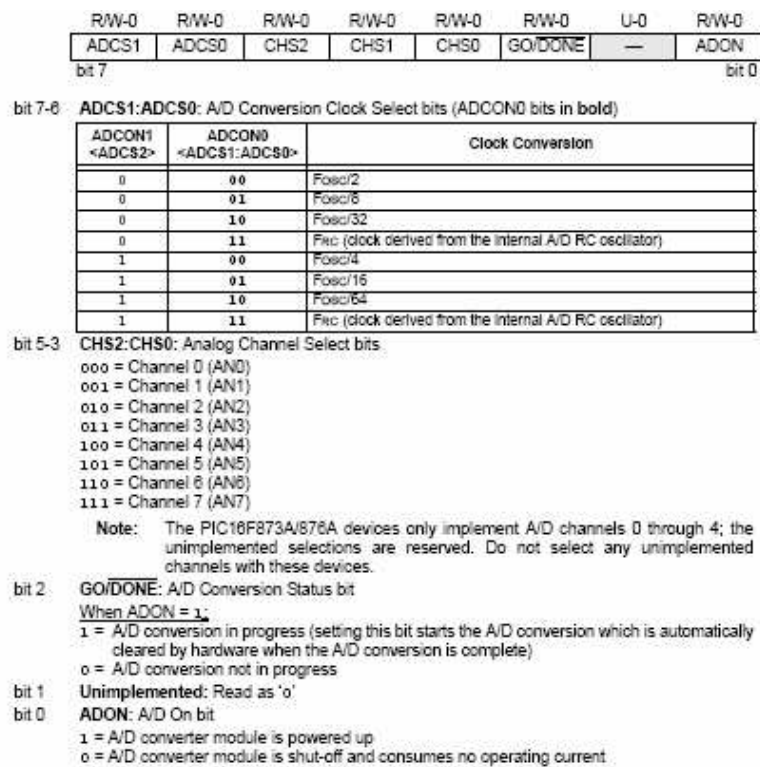 R/W-0 R/W-0 R/W-0 R/W-0 R/W-0 R/W-0 U-0 R/W-0
ADCS1 ADCS0 CHS2 CHS1 CHS0 GO/DONE — ADON
bit 7 bit 0
bit 7-6 ADCS1:ADCS0: A/D Conversion Clock Select bits (ADCON0 bits in bold)
ADCON1 <ADCS2> ADCON0 <ADCS1:ADCS0> Clock Conversion
0 00 Fosc/2
0 01 Fosc/8
0 10 Fosc/32
0 11 FRC (clock derived from the internal A/D RC oscillator)
1 00 Fosc/4
1 01 Fosc/16
1 10 Fosc/64
1 11 FRC (clock derived from the internal A/D RC oscillator)
bit 5-3 CHS2:CHS0: Analog Channel Select bits
000 = Channel 0 (AN0)
001 = Channel 1 (AN1)
010 = Channel 2 (AN2)
011 = Channel 3 (AN3)
100 = Channel 4 (AN4)
101 = Channel 5 (AN5)
110 = Channel 6 (AN6)
111 = Channel 7 (AN7)
Note: The PIC16F873A/876A devices only implement A/D channels 0 through 4; the
unimplemented selections are reserved. Do not select any unimplemented
channels with these devices.
bit 2 GO/DONE: A/D Conversion Status bit
When ADON = 1:
1 = A/D conversion in progress (setting this bit starts the A/D conversion which is automatically
cleared by hardware when the A/D conversion is complete)
0 = A/D conversion not in progress
bit 1 Unimplemented: Read as '0'
bit 0 ADON: A/D On bit
1 = A/D converter module is powered up
0 = A/D converter module is shut-off and consumes no operating current